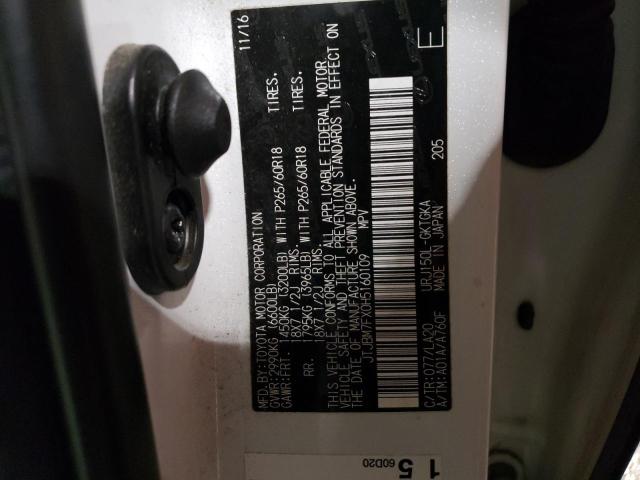 MFD.BY:TOYOTA MOTOR CORPORATION 11/16
GVWR:2990KG (6600LB)
GAWR:FRT. 1450KG (3200LB) WITH P265/60R18 TIRES.
18X7 1/2J RIMS.
RR. 1795KG (3965LB) WITH P265/60R18 TIRES.
18X7 1/2J RIMS.
THIS VEHICLE CONFORMS TO ALL APPLICABLE FEDERAL MOTOR
VEHICLE SAFETY AND THEFT PREVENTION STANDARDS IN EFFECT ON
THE DATE OF MANUFACTURE SHOWN ABOVE.
JTJBM7FX0H5160109 MPV
E
205
C/TR:077/LA20 URJ150L-GKTGKA
A/TM:A01A/A760F MADE IN JAPAN
1 5
60D20